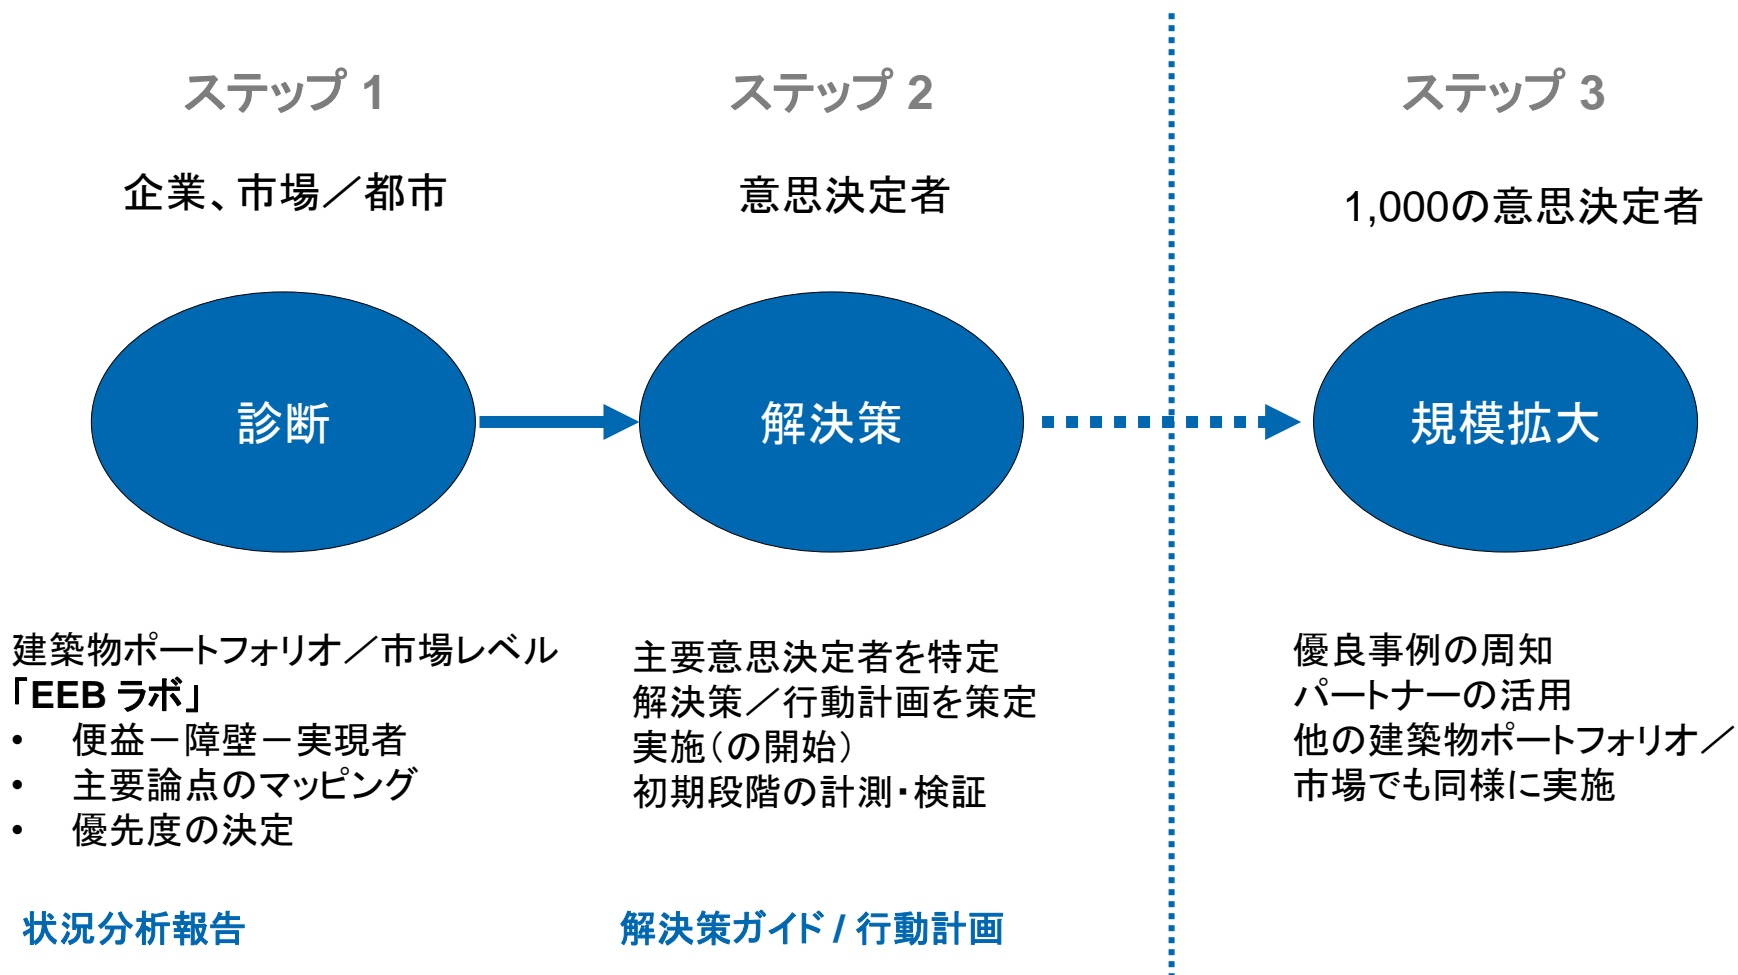 ステップ 1
企業、市場／都市
診断
建築物ポートフォリオ／市場レベル
「EEB ラボ」
• 便益－障壁－実現者
• 主要論点のマッピング
• 優先度の決定
状況分析報告
ステップ 2
意思決定者
解決策
主要意思決定者を特定
解決策／行動計画を策定
実施（の開始）
初期段階の計測・検証
解決策ガイド / 行動計画
ステップ 3
1,000の意思決定者
規模拡大
優良事例の周知
パートナーの活用
他の建築物ポートフォリオ／
市場でも同様に実施